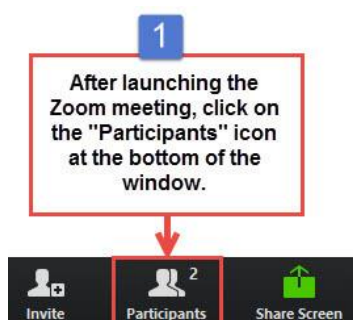 1
After launching the
Zoom meeting, click on
the "Participants" icon
at the bottom of the
window.
2
Invite
Participants
Share Screen